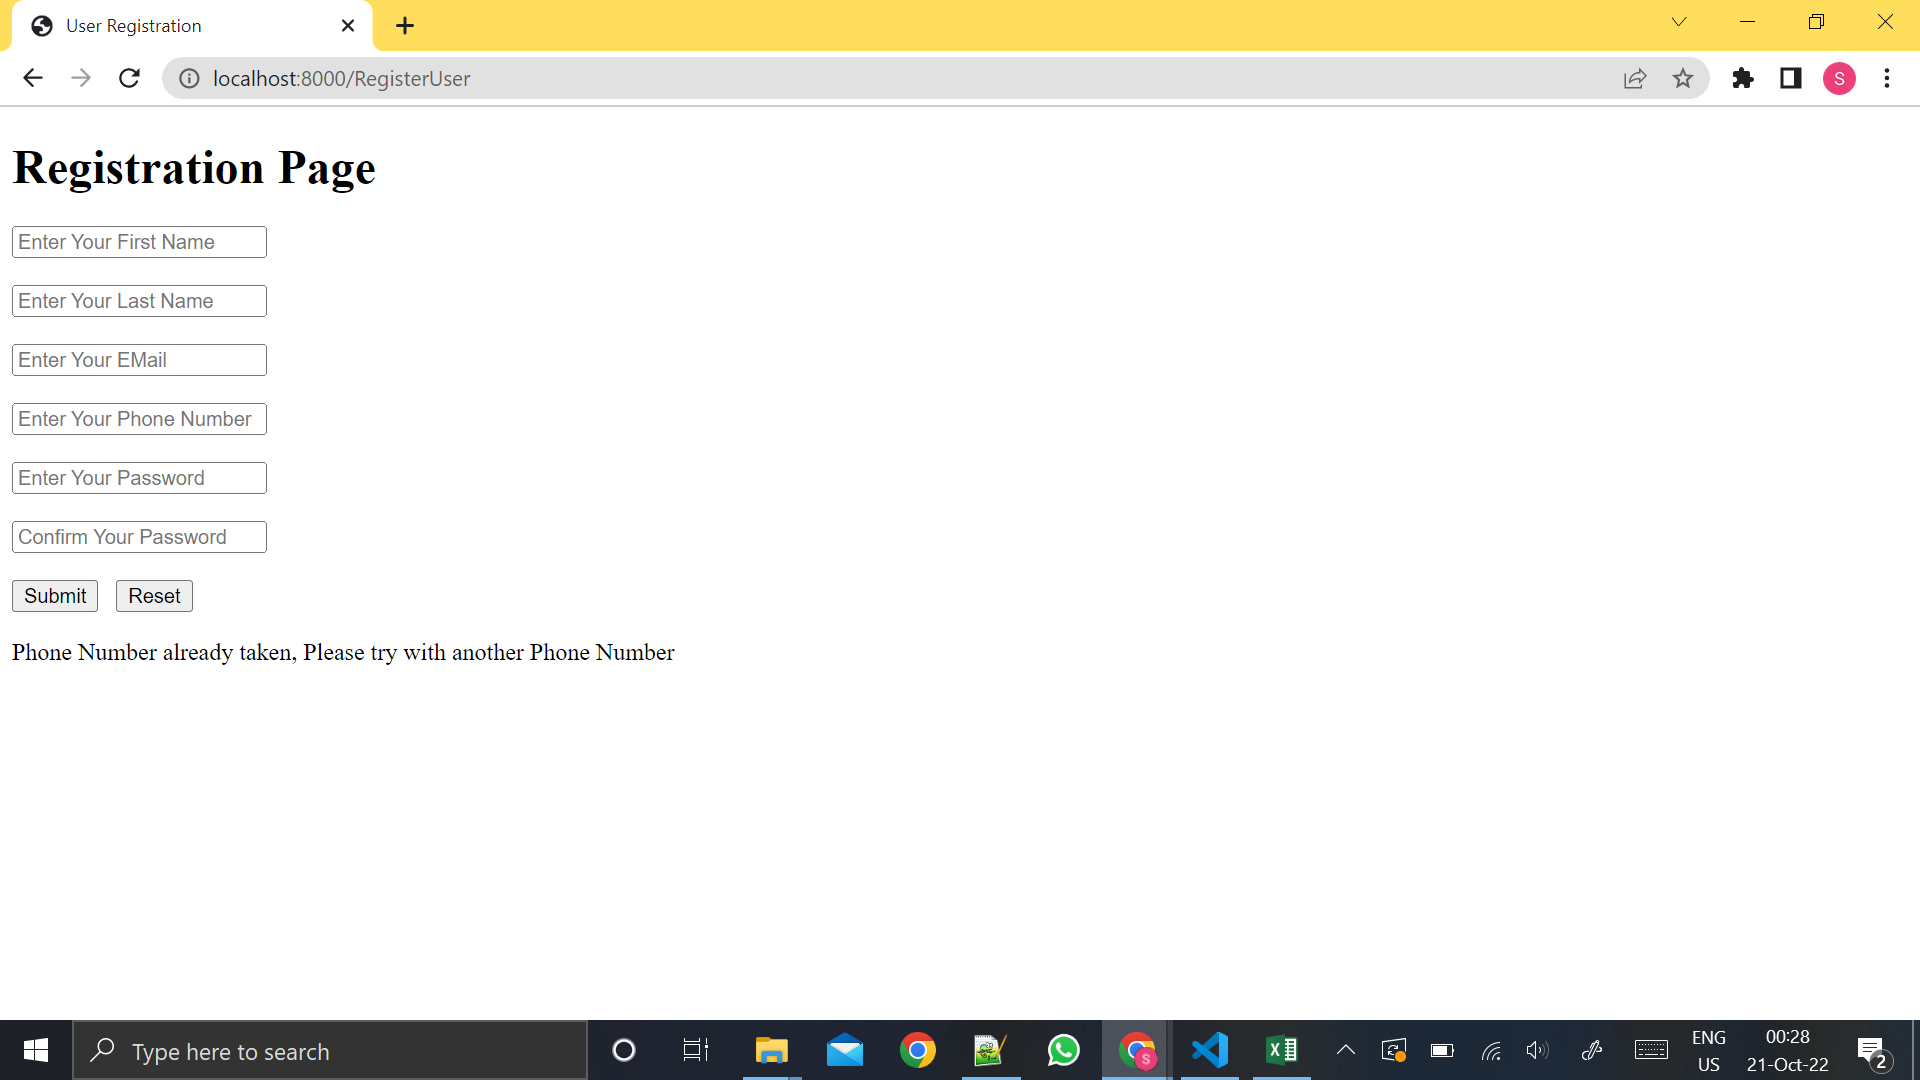 User Registration
localhost:8000/RegisterUser
S
Registration Page
Enter Your First Name
Enter Your Last Name
Enter Your EMail
Enter Your Phone Number
Enter Your Password
Confirm Your Password
Submit Reset
Phone Number already taken, Please try with another Phone Number
Type here to search
S
X
ENG
US
00:28
21-Oct-22
2